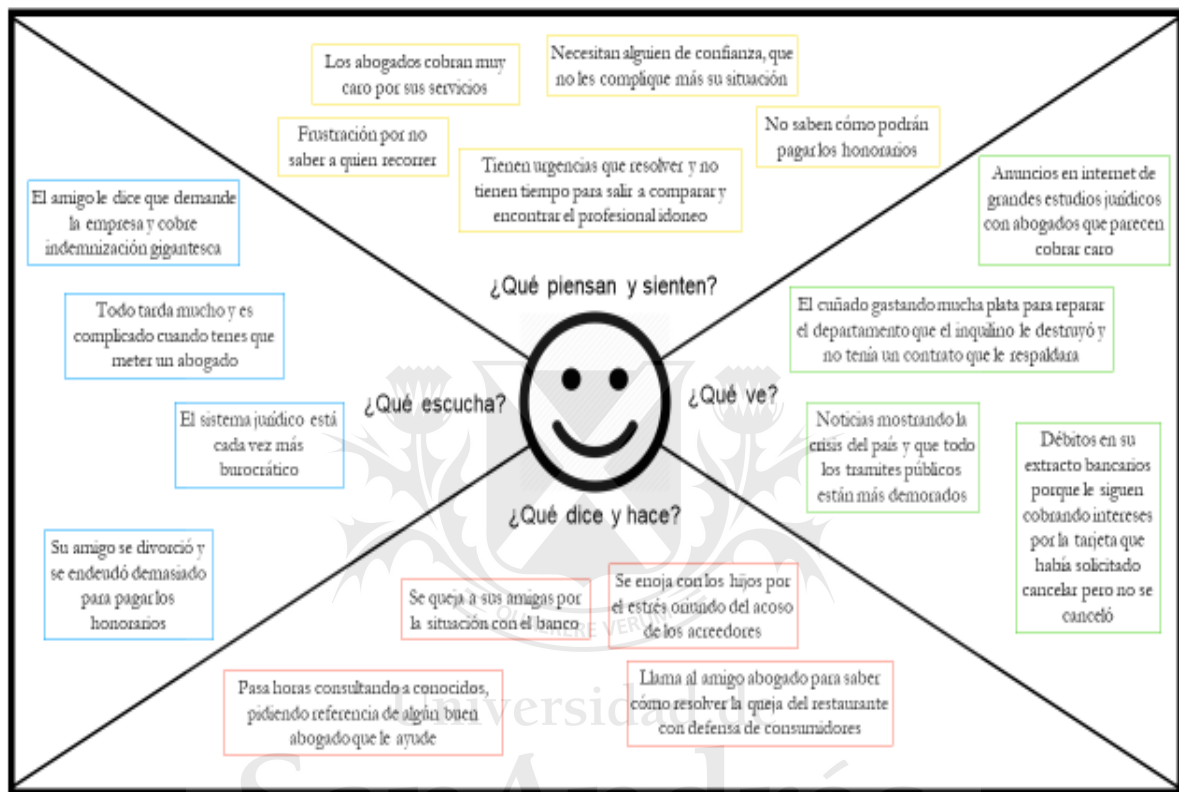 Los abogados cobran muy
caro por sus servicios
Necesitan alguien de confianza, que
no les complique más su situación
Frustración por no
saber a quien recorrer
Tienen urgencias que resolver y no
tienen tiempo para salir a comparar y
encontrar el profesional idoneo
No saben cómo podrán
pagar los honorarios
¿Qué piensan y sienten?
El amigo le dice que demande
la empresa y cobre
indemnización gigantesca
Todo tarda mucho y es
complicado cuando tenes que
meter un abogado
El sistema jurídico está
cada vez más
burocrático
Su amigo se divorció y
se endeudó demasiado
para pagar los
honorarios
¿Qué escucha?
¿Qué ve?
Anuncios en internet de
grandes estudios jurídicos
con abogados que parecen
cobrar caro
El cuñado gastando mucha plata para reparar
el departamento que el inquilino le destruyó y
no tenía un contrato que le respaldara
Noticias mostrando la
crisis del país y que todo
los tramites públicos
están más demorados
Débitos en su
extracto bancarios
porque le siguen
cobrando intereses
por la tarjeta que
había solicitado
cancelar pero no se
canceló
¿Qué dice y hace?
Se queja a sus amigas por
la situación con el banco
Se enoja con los hijos por
el estrés oriundo del acoso
de los acreedores
Pasa horas consultando a conocidos,
pidiendo referencia de algún buen
abogado que le ayude
Llama al amigo abogado para saber
cómo resolver la queja del restaurante
con defensa de consumidores
QUAERERE VERUM
Universidad de
San Andrés